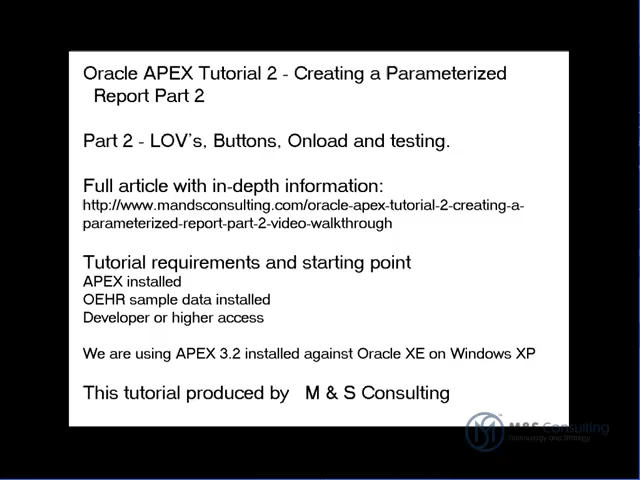 Oracle APEX Tutorial 2 - Creating a Parameterized
Report Part 2
Part 2 - LOV's, Buttons, Onload and testing.
Full article with in-depth information:
http://www.mandsconsulting.com/oracle-apex-tutorial-2-creating-a-
parameterized-report-part-2-video-walkthrough
Tutorial requirements and starting point
APEX installed
OEHR sample data installed
Developer or higher access
We are using APEX 3.2 installed against Oracle XE on Windows XP
This tutorial produced by M & S Consulting
M&S Consulting
Technology and Strategy